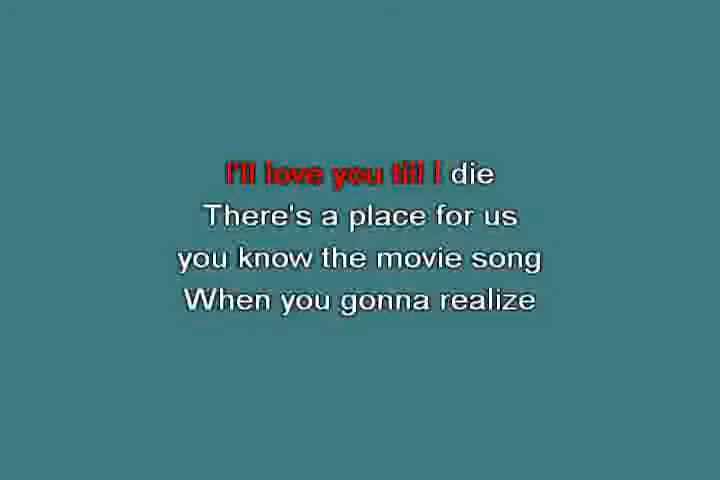 I'll love you till I die
There's a place for us
you know the movie song
When you gonna realize